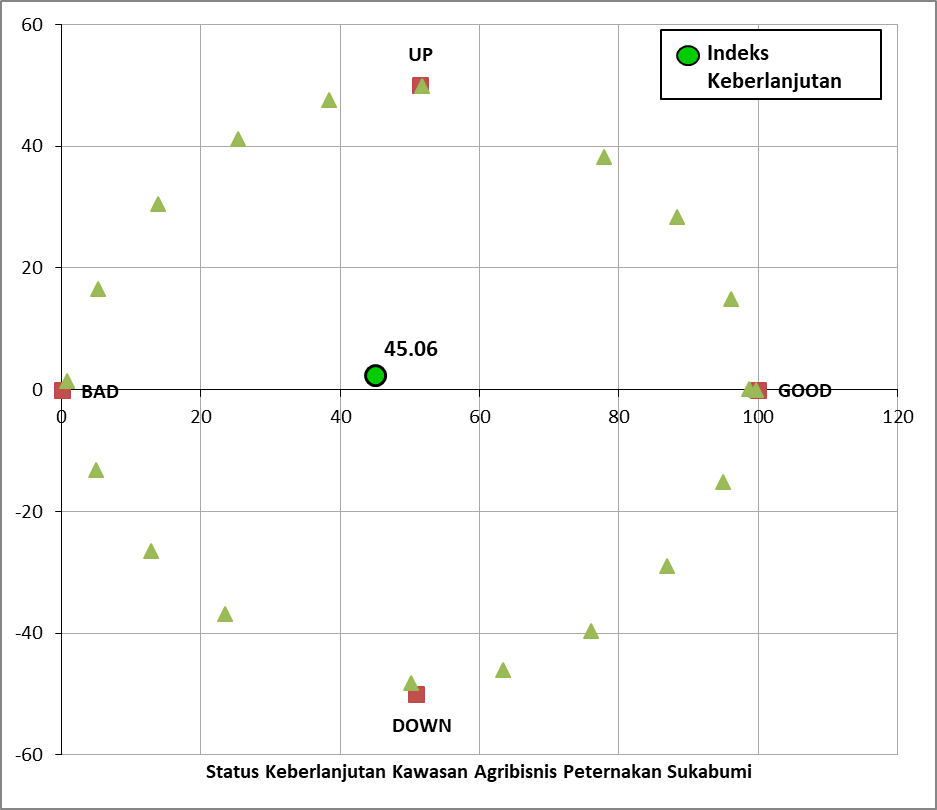 60
UP
Indeks
Keberlanjutan
40
20
45.06
0
BAD
GOOD
0 20 40 60 80 100 120
-20
-40
DOWN
-60
Status Keberlanjutan Kawasan Agribisnis Peternakan Sukabumi